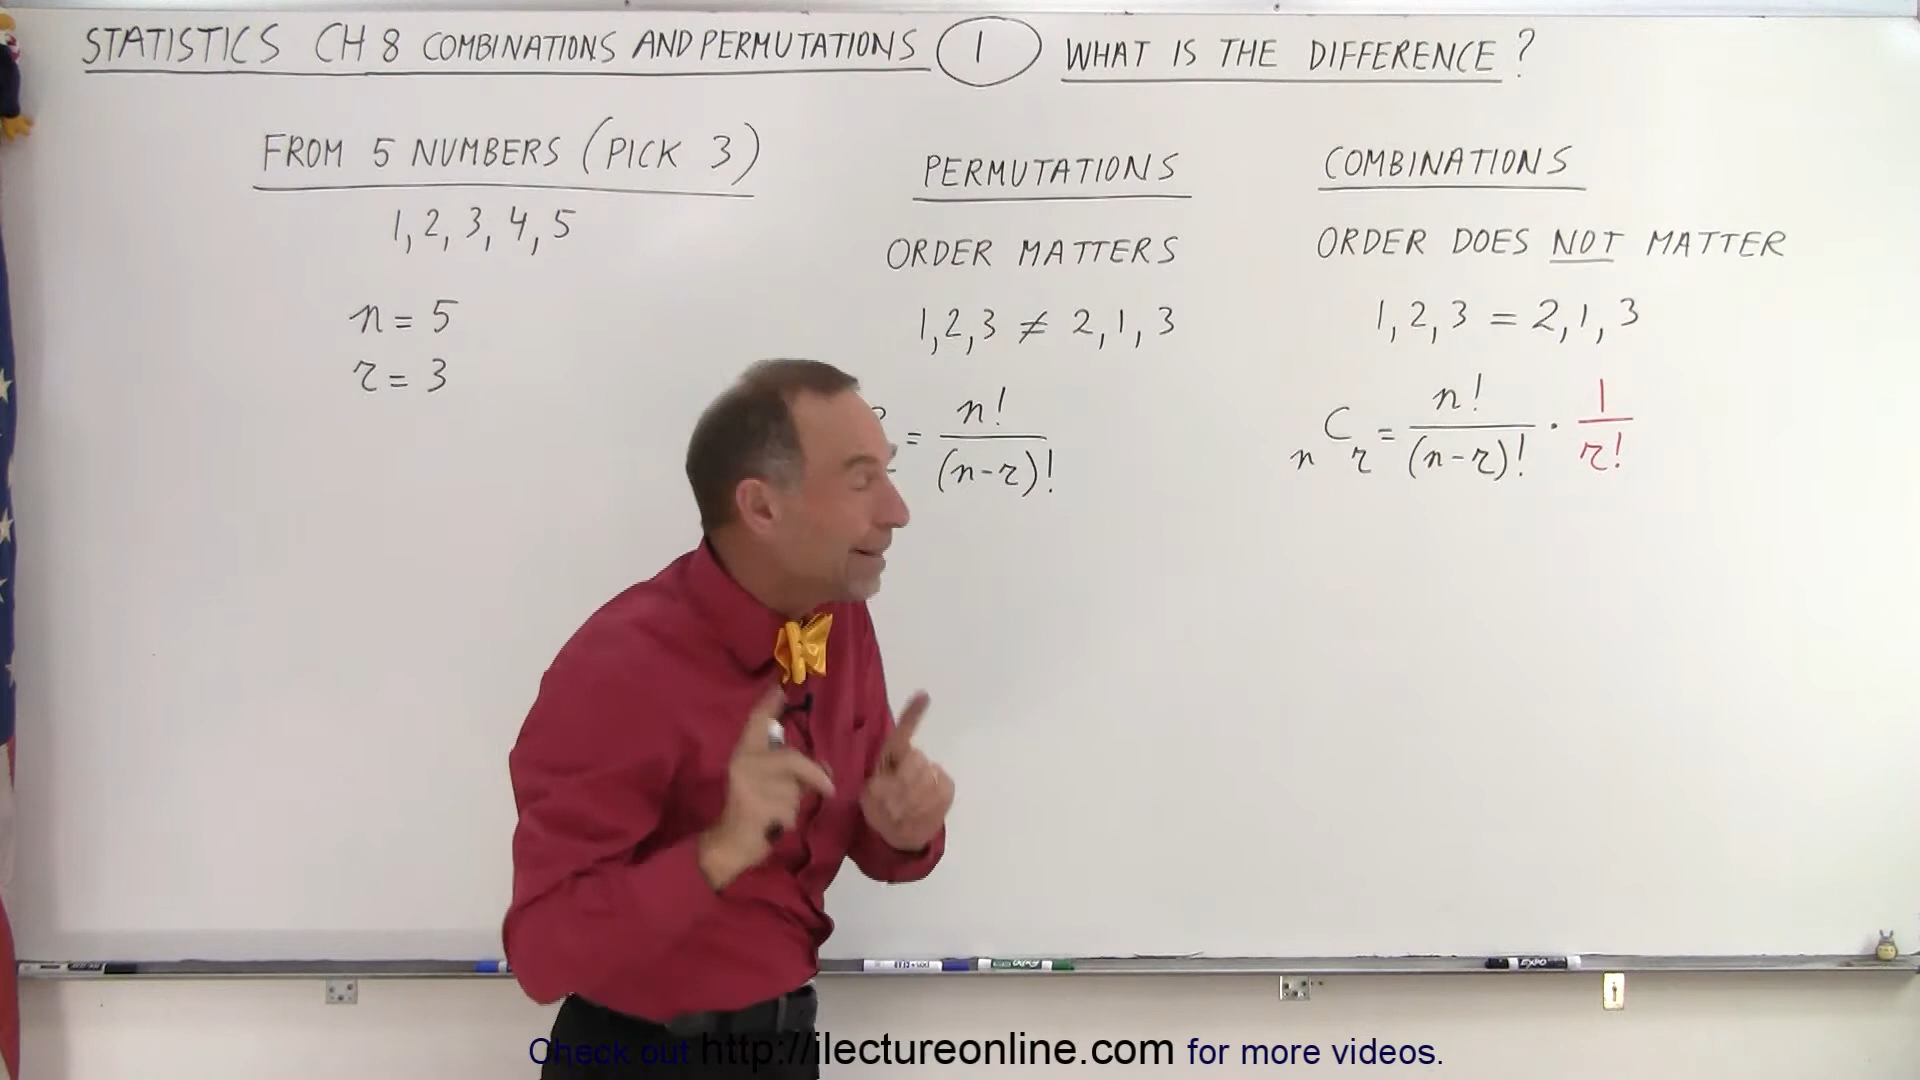 STATISTICS CH 8 COMBINATIONS AND PERMUTATIONS 1 WHAT IS THE DIFFERENCE?
FROM 5 NUMBERS (PICK 3)
1, 2, 3, 4, 5
n = 5
r = 3
PERMUTATIONS
ORDER MATTERS
1, 2, 3 ≠ 2, 1, 3
= n! / (n-r)!
COMBINATIONS
ORDER DOES NOT MATTER
1, 2, 3 = 2, 1, 3
nCr = n! / (n-r)! · 1 / r!
EXPO
Check out http://ilectureonline.com for more videos.